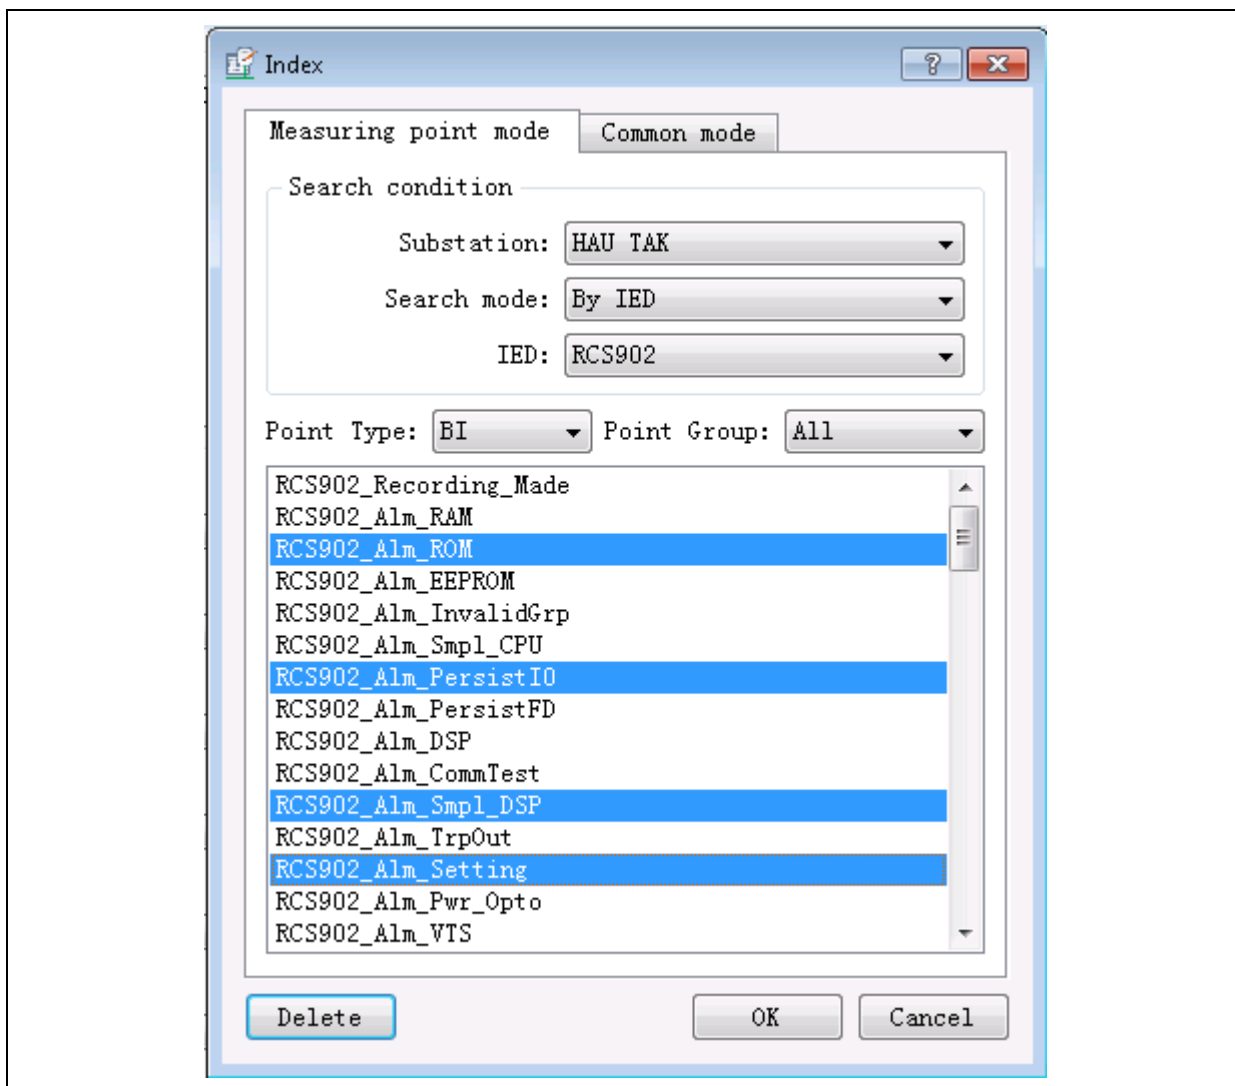 Index
Measuring point mode Common mode
Search condition
Substation: HAU TAK
Search mode: By IED
IED: RCS902
Point Type: BI Point Group: All
RCS902_Recording_Made
RCS902_Alm_RAM
RCS902_Alm_ROM
RCS902_Alm_EEPROM
RCS902_Alm_InvalidGrp
RCS902_Alm_Smpl_CPU
RCS902_Alm_PersistI0
RCS902_Alm_PersistFD
RCS902_Alm_DSP
RCS902_Alm_CommTest
RCS902_Alm_Smpl_DSP
RCS902_Alm_TrpOut
RCS902_Alm_Setting
RCS902_Alm_Pwr_Opto
RCS902_Alm_VTS
Delete OK Cancel